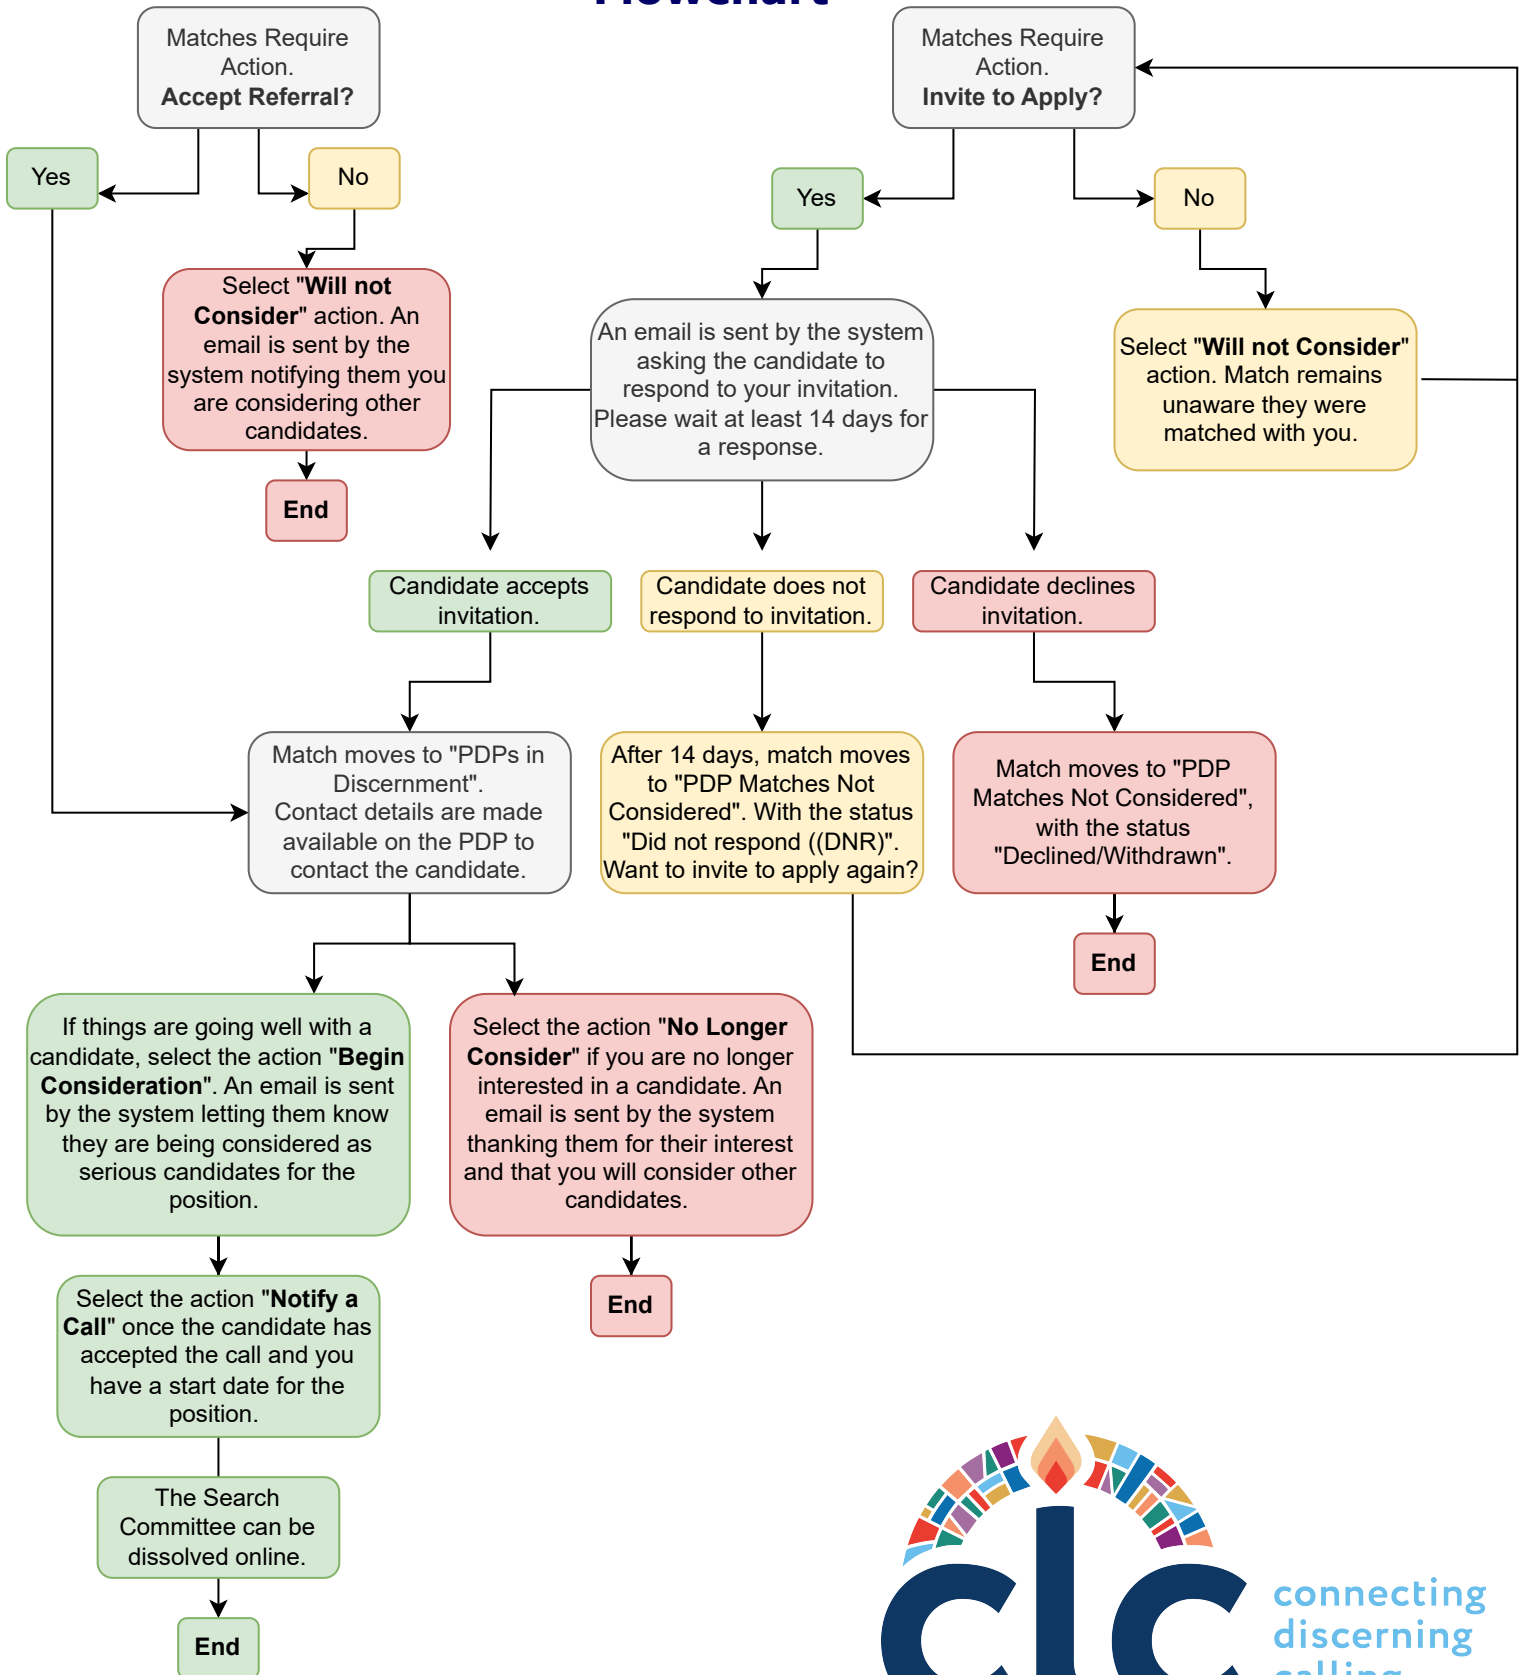 Flowchart
Matches Require
Action.
Accept Referral?
Yes
No
Select "Will not
Consider" action. An
email is sent by the
system notifying them you
are considering other
candidates.
End
Matches Require
Action.
Invite to Apply?
Yes
No
An email is sent by the system
asking the candidate to
respond to your invitation.
Please wait at least 14 days for
a response.
Select "Will not Consider"
action. Match remains
unaware they were
matched with you.
Candidate accepts
invitation.
Candidate does not
respond to invitation.
Candidate declines
invitation.
Match moves to "PDPs in
Discernment".
Contact details are made
available on the PDP to
contact the candidate.
After 14 days, match moves
to "PDP Matches Not
Considered". With the status
"Did not respond ((DNR)".
Want to invite to apply again?
Match moves to "PDP
Matches Not Considered",
with the status
"Declined/Withdrawn".
End
If things are going well with a
candidate, select the action "Begin
Consideration". An email is sent
by the system letting them know
they are being considered as
serious candidates for the
position.
Select the action "No Longer
Consider" if you are no longer
interested in a candidate. An
email is sent by the system
thanking them for their interest
and that you will consider other
candidates.
End
Select the action "Notify a
Call" once the candidate has
accepted the call and you
have a start date for the
position.
The Search
Committee can be
dissolved online.
End
clc
connecting
discerning
calling